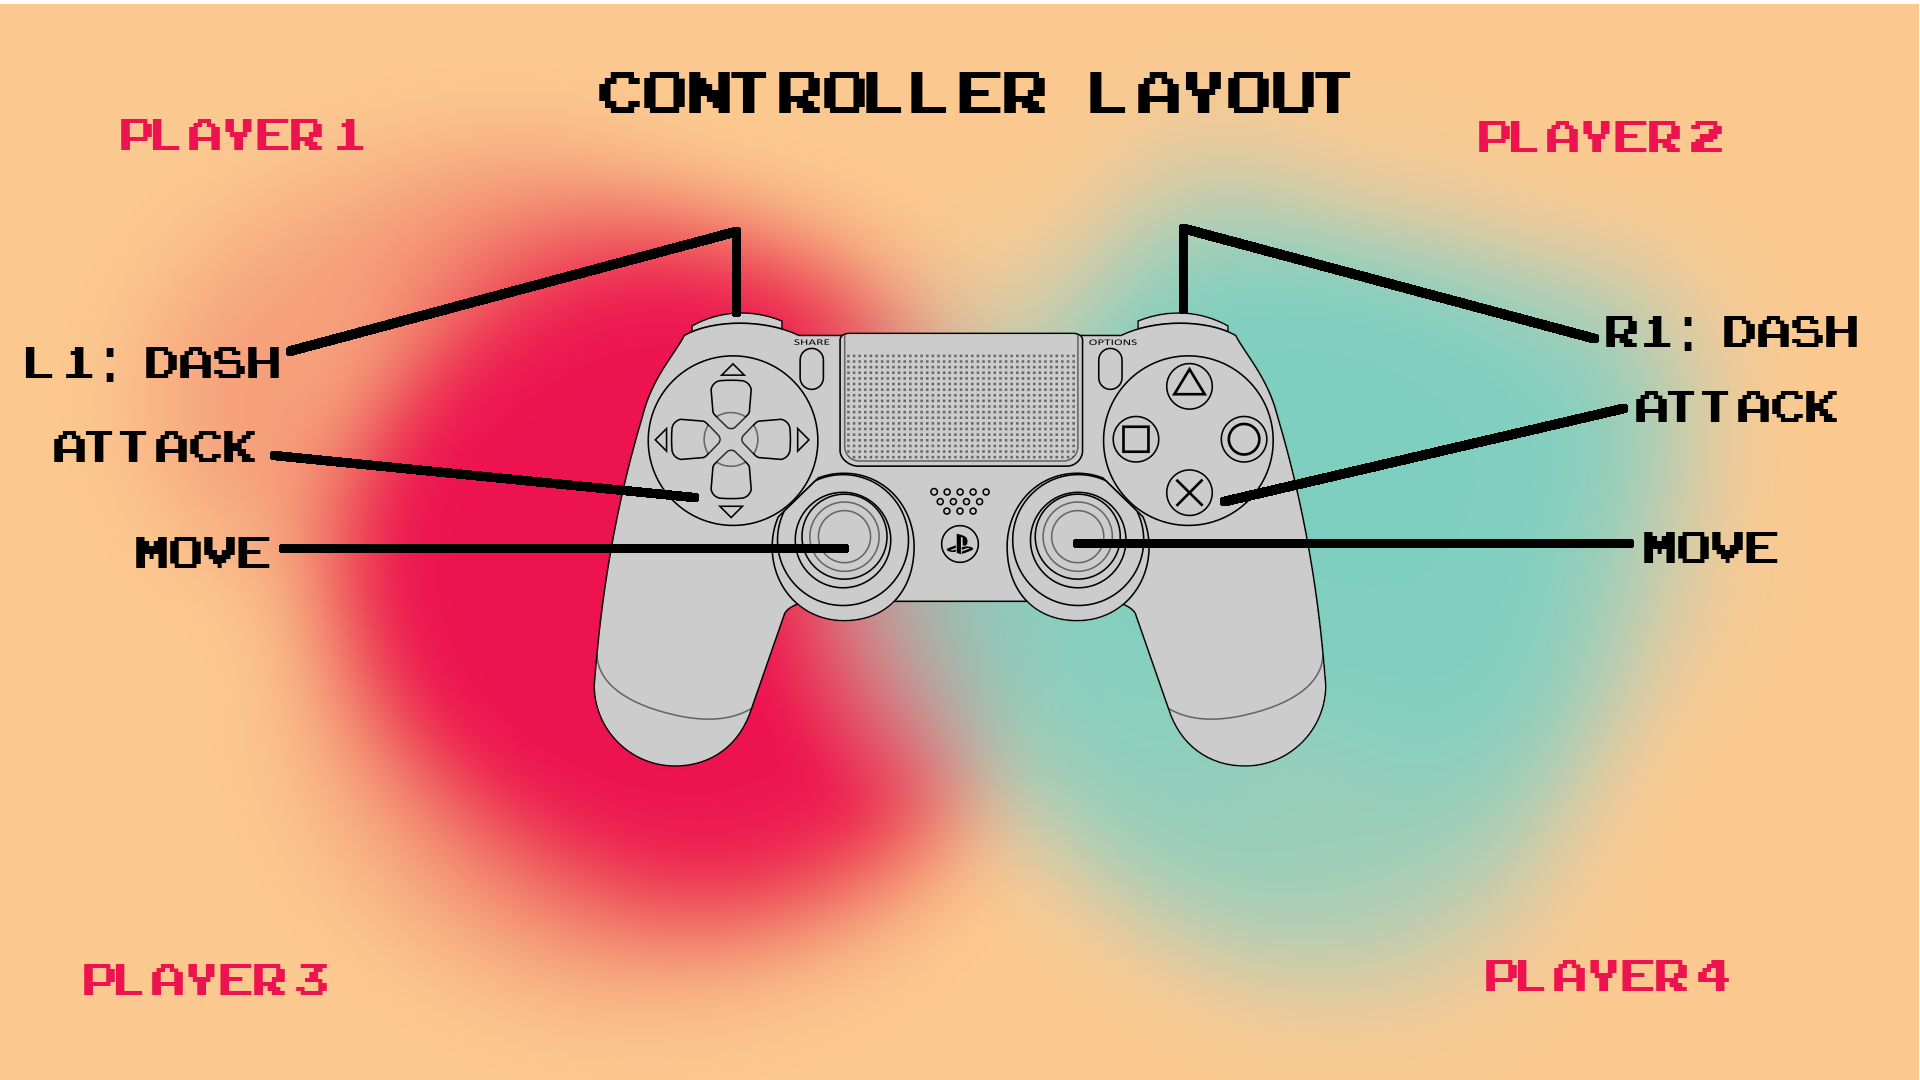 CONTROLLER LAYOUT
PLAYER 1
PLAYER 2
L1: DASH
R1: DASH
SHARE
OPTIONS
ATTACK
ATTACK
MOVE
MOVE
PLAYER 3
PLAYER 4